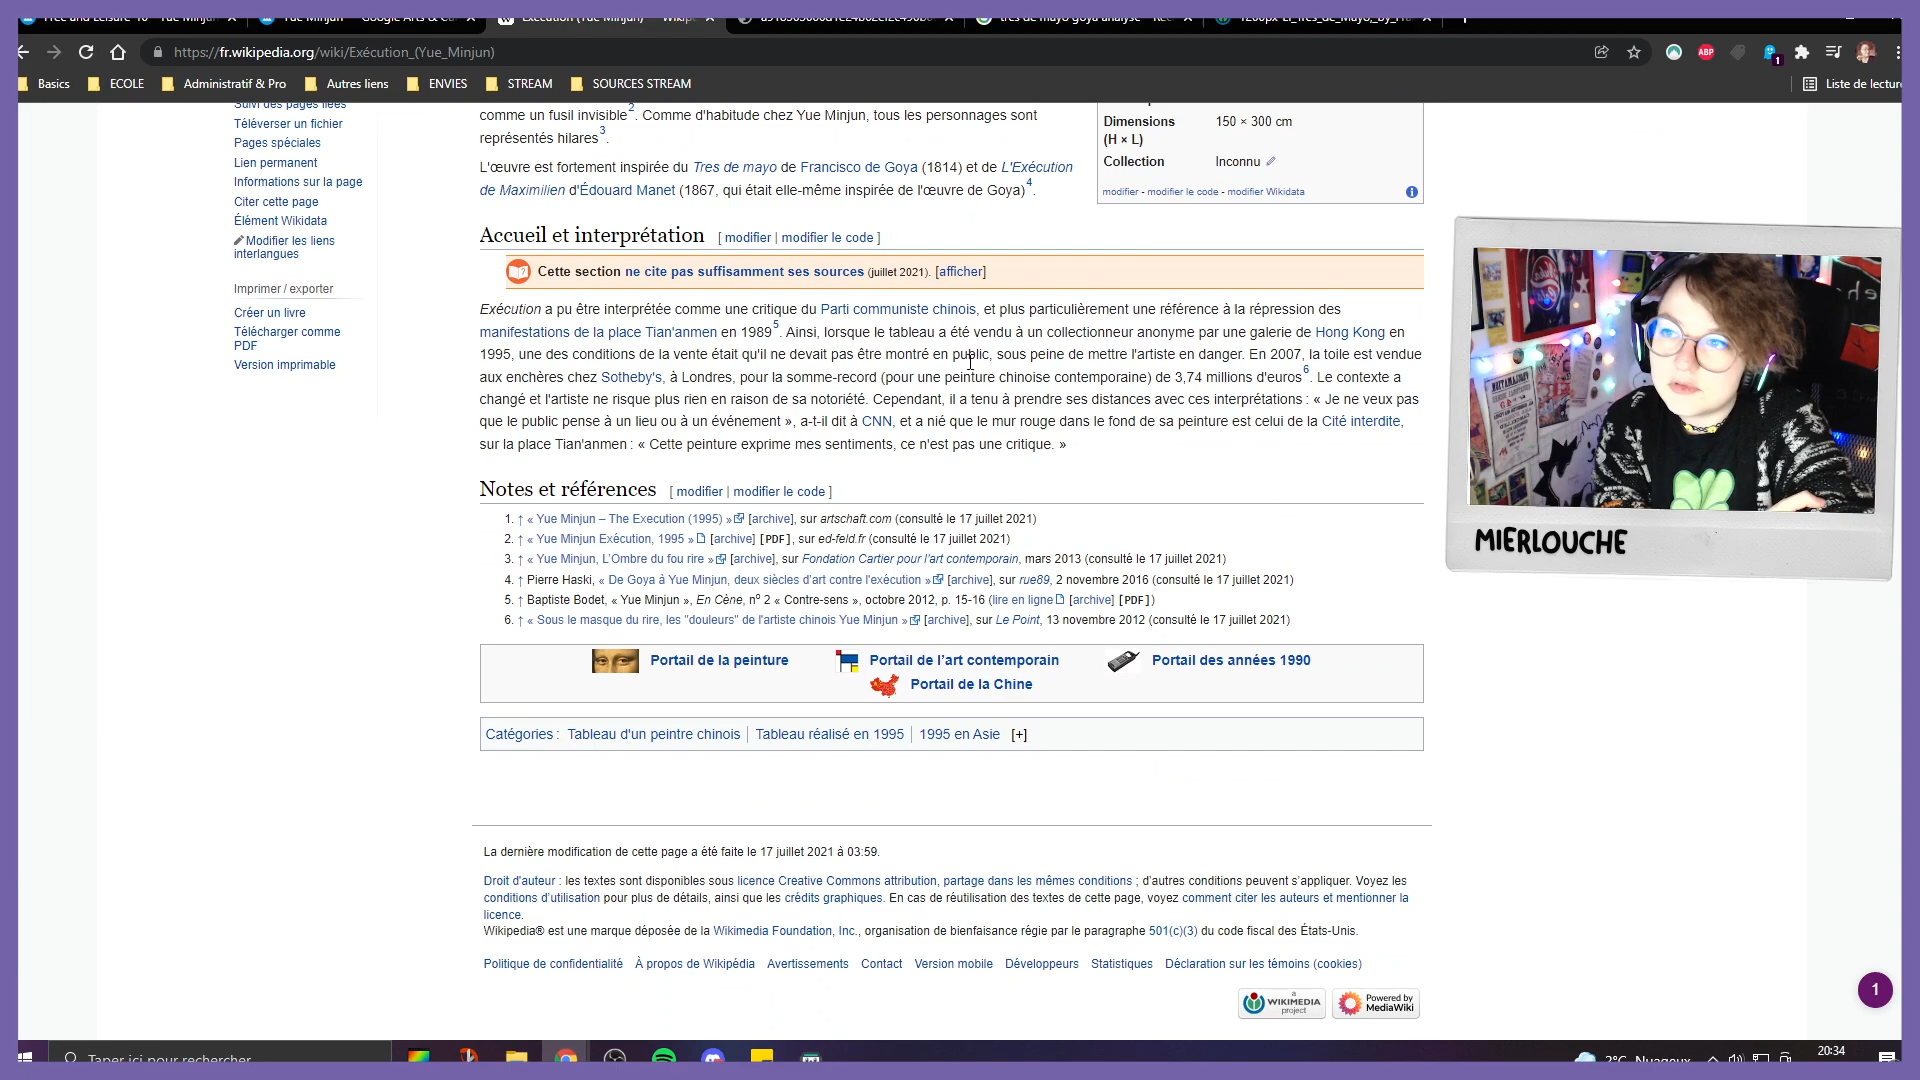 https://fr.wikipedia.org/wiki/Exécution_(Yue_Minjun)
ABP
1
Basics
ECOLE
Administratif & Pro
Autres liens
ENVIES
STREAM
SOURCES STREAM
Liste de lecture
Suivi des pages liées
Téléverser un fichier
Pages spéciales
Lien permanent
Informations sur la page
Citer cette page
Élément Wikidata
Modifier les liens
interlangues
Imprimer / exporter
Créer un livre
Télécharger comme
PDF
Version imprimable
comme un fusil invisible2. Comme d'habitude chez Yue Minjun, tous les personnages sont
représentés hilares3.
L'œuvre est fortement inspirée du Tres de mayo de Francisco de Goya (1814) et de L'Exécution
de Maximilien d'Édouard Manet (1867, qui était elle-même inspirée de l'œuvre de Goya)4.
Dimensions 150 × 300 cm
(H × L)
Collection Inconnu
modifier - modifier le code - modifier Wikidata
Accueil et interprétation [ modifier | modifier le code ]
Cette section ne cite pas suffisamment ses sources (juillet 2021). [afficher]
Exécution a pu être interprétée comme une critique du Parti communiste chinois, et plus particulièrement une référence à la répression des
manifestations de la place Tian'anmen en 19895. Ainsi, lorsque le tableau a été vendu à un collectionneur anonyme par une galerie de Hong Kong en
1995, une des conditions de la vente était qu'il ne devait pas être montré en public, sous peine de mettre l'artiste en danger. En 2007, la toile est vendue
aux enchères chez Sotheby's, à Londres, pour la somme-record (pour une peinture chinoise contemporaine) de 3,74 millions d'euros6. Le contexte a
changé et l'artiste ne risque plus rien en raison de sa notoriété. Cependant, il a tenu à prendre ses distances avec ces interprétations : « Je ne veux pas
que le public pense à un lieu ou à un événement », a-t-il dit à CNN, et a nié que le mur rouge dans le fond de sa peinture est celui de la Cité interdite,
sur la place Tian'anmen : « Cette peinture exprime mes sentiments, ce n'est pas une critique. »
Notes et références [ modifier | modifier le code ]
1. ↑ « Yue Minjun – The Execution (1995) » [archive], sur artschaft.com (consulté le 17 juillet 2021)
2. ↑ « Yue Minjun Exécution, 1995 » [archive] [PDF], sur ed-feld.fr (consulté le 17 juillet 2021)
3. ↑ « Yue Minjun, L'Ombre du fou rire » [archive], sur Fondation Cartier pour l'art contemporain, mars 2013 (consulté le 17 juillet 2021)
4. ↑ Pierre Haski, « De Goya à Yue Minjun, deux siècles d'art contre l'exécution » [archive], sur rue89, 2 novembre 2016 (consulté le 17 juillet 2021)
5. ↑ Baptiste Bodet, « Yue Minjun », En Cène, no 2 « Contre-sens », octobre 2012, p. 15-16 (lire en ligne [archive] [PDF])
6. ↑ « Sous le masque du rire, les "douleurs" de l'artiste chinois Yue Minjun » [archive], sur Le Point, 13 novembre 2012 (consulté le 17 juillet 2021)
Portail de la peinture
Portail de l'art contemporain
Portail des années 1990
Portail de la Chine
Catégories : Tableau d'un peintre chinois | Tableau réalisé en 1995 | 1995 en Asie [+]
La dernière modification de cette page a été faite le 17 juillet 2021 à 03:59.
Droit d'auteur : les textes sont disponibles sous licence Creative Commons attribution, partage dans les mêmes conditions ; d'autres conditions peuvent s'appliquer. Voyez les
conditions d'utilisation pour plus de détails, ainsi que les crédits graphiques. En cas de réutilisation des textes de cette page, voyez comment citer les auteurs et mentionner la
licence.
Wikipedia® est une marque déposée de la Wikimedia Foundation, Inc., organisation de bienfaisance régie par le paragraphe 501(c)(3) du code fiscal des États-Unis.
Politique de confidentialité À propos de Wikipédia Avertissements Contact Version mobile Développeurs Statistiques Déclaration sur les témoins (cookies)
a
WIKIMEDIA
project
Powered by
MediaWiki
MIERLOUCHE
1
Taper ici pour rechercher
2°C Nuageux
20:34